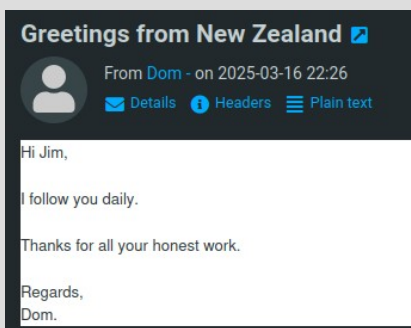 Greetings from New Zealand
From Dom - on 2025-03-16 22:26
Details Headers Plain text
Hi Jim,
I follow you daily.
Thanks for all your honest work.
Regards,
Dom.